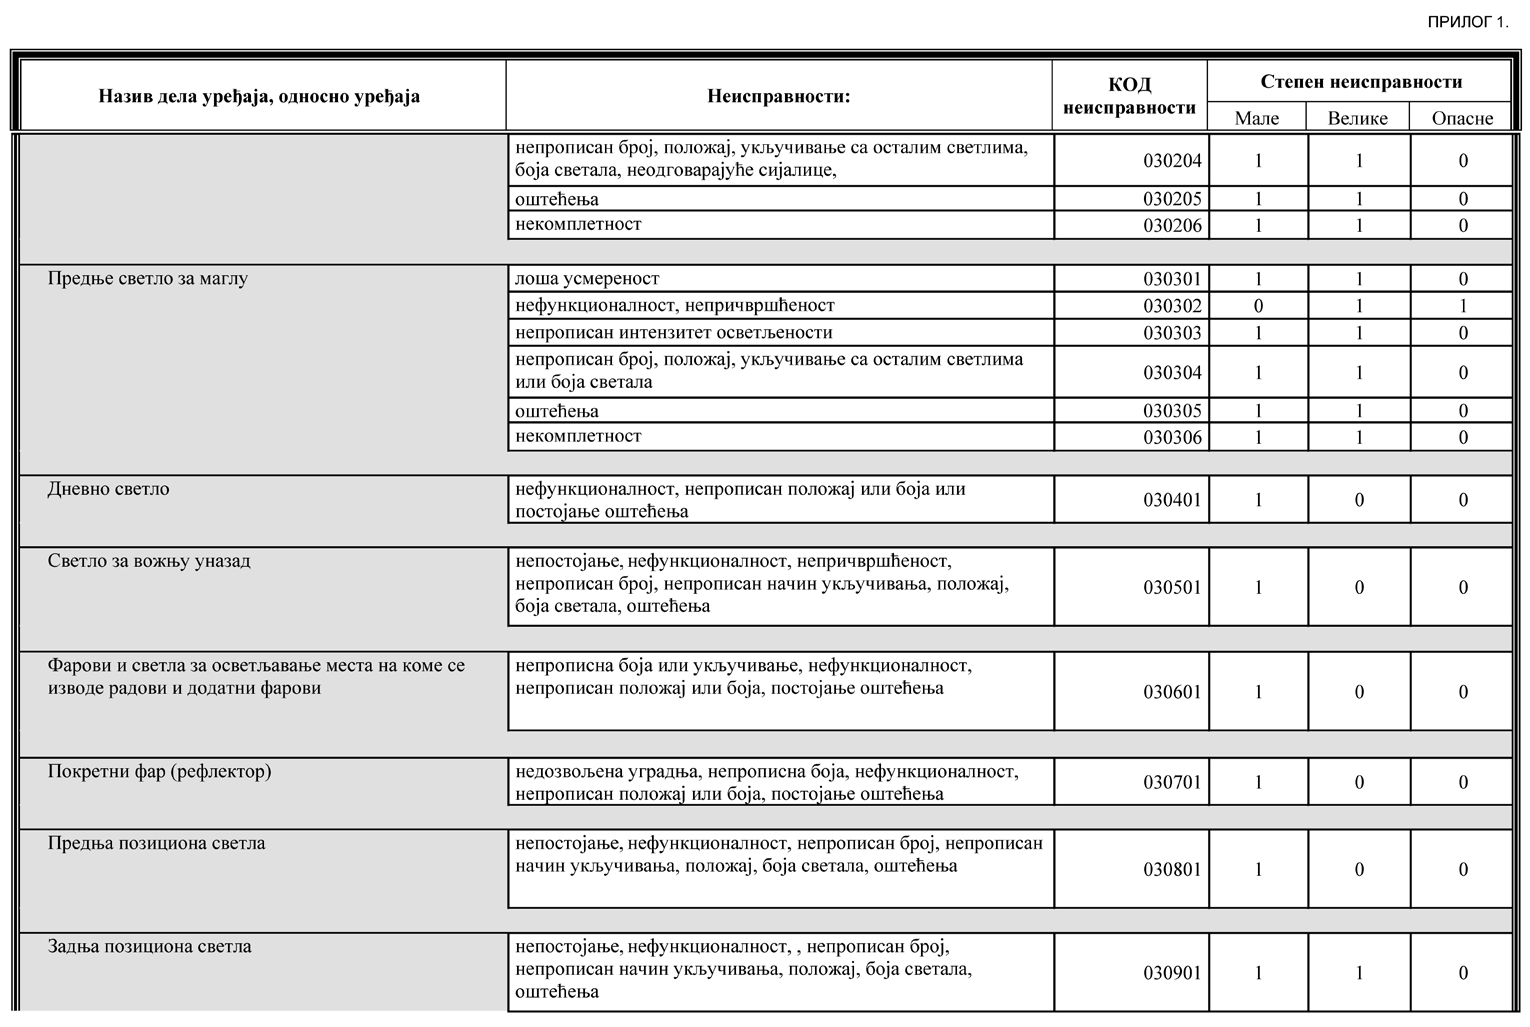 ПРИЛОГ 1.
Назив дела уређаја, односно уређаја
Неисправности:
КОД
неисправности
Степен неисправности
Мале Велике Опасне
непрописан број, положај, укључивање са осталим светлима,
боја светала, неодговарајуће сијалице,
030204 1 1 0
оштећења 030205 1 1 0
некомплетност 030206 1 1 0
Предње светло за маглу лоша усмереност 030301 1 1 0
нефункционалност, непричвршћеност 030302 0 1 1
непрописан интензитет осветљености 030303 1 1 0
непрописан број, положај, укључивање са осталим светлима
или боја светала
030304 1 1 0
оштећења 030305 1 1 0
некомплетност 030306 1 1 0
Дневно светло
нефункционалност, непрописан положај или боја или
постојање оштећења
030401 1 0 0
Светло за вожњу уназад
непостојање, нефункционалност, непричвршћеност,
непрописан број, непрописан начин укључивања, положај,
боја светала, оштећења
030501 1 0 0
Фарови и светла за осветљавање места на коме се
изводе радови и додатни фарови
непрописна боја или укључивање, нефункционалност,
непрописан положај или боја, постојање оштећења
030601 1 0 0
Покретни фар (рефлектор)
недозвољена уградња, непрописна боја, нефункционалност,
непрописан положај или боја, постојање оштећења
030701 1 0 0
Предња позициона светла
непостојање, нефункционалност, непрописан број, непрописан
начин укључивања, положај, боја светала, оштећења
030801 1 0 0
Задња позициона светла
непостојање, нефункционалност, , непрописан број,
непрописан начин укључивања, положај, боја светала,
оштећења
030901 1 1 0